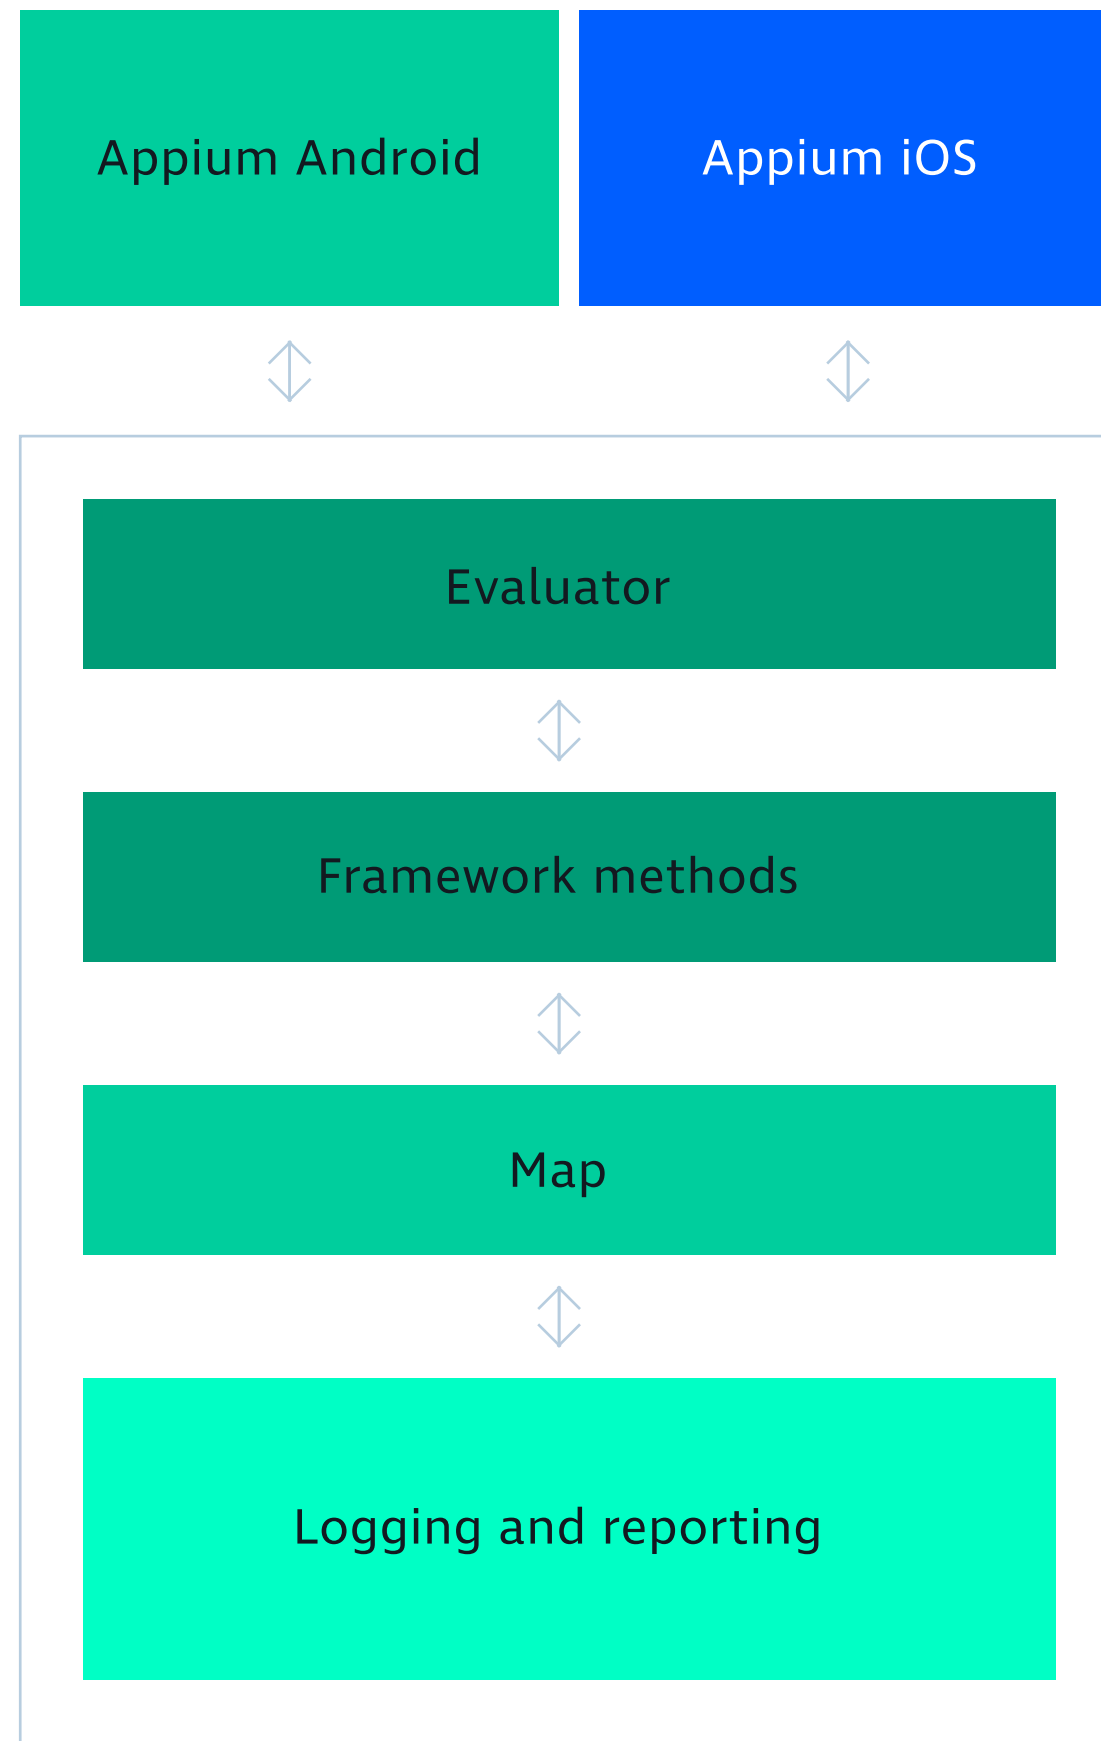 Appium Android
Appium iOS
Evaluator
Framework methods
Map
Logging and reporting